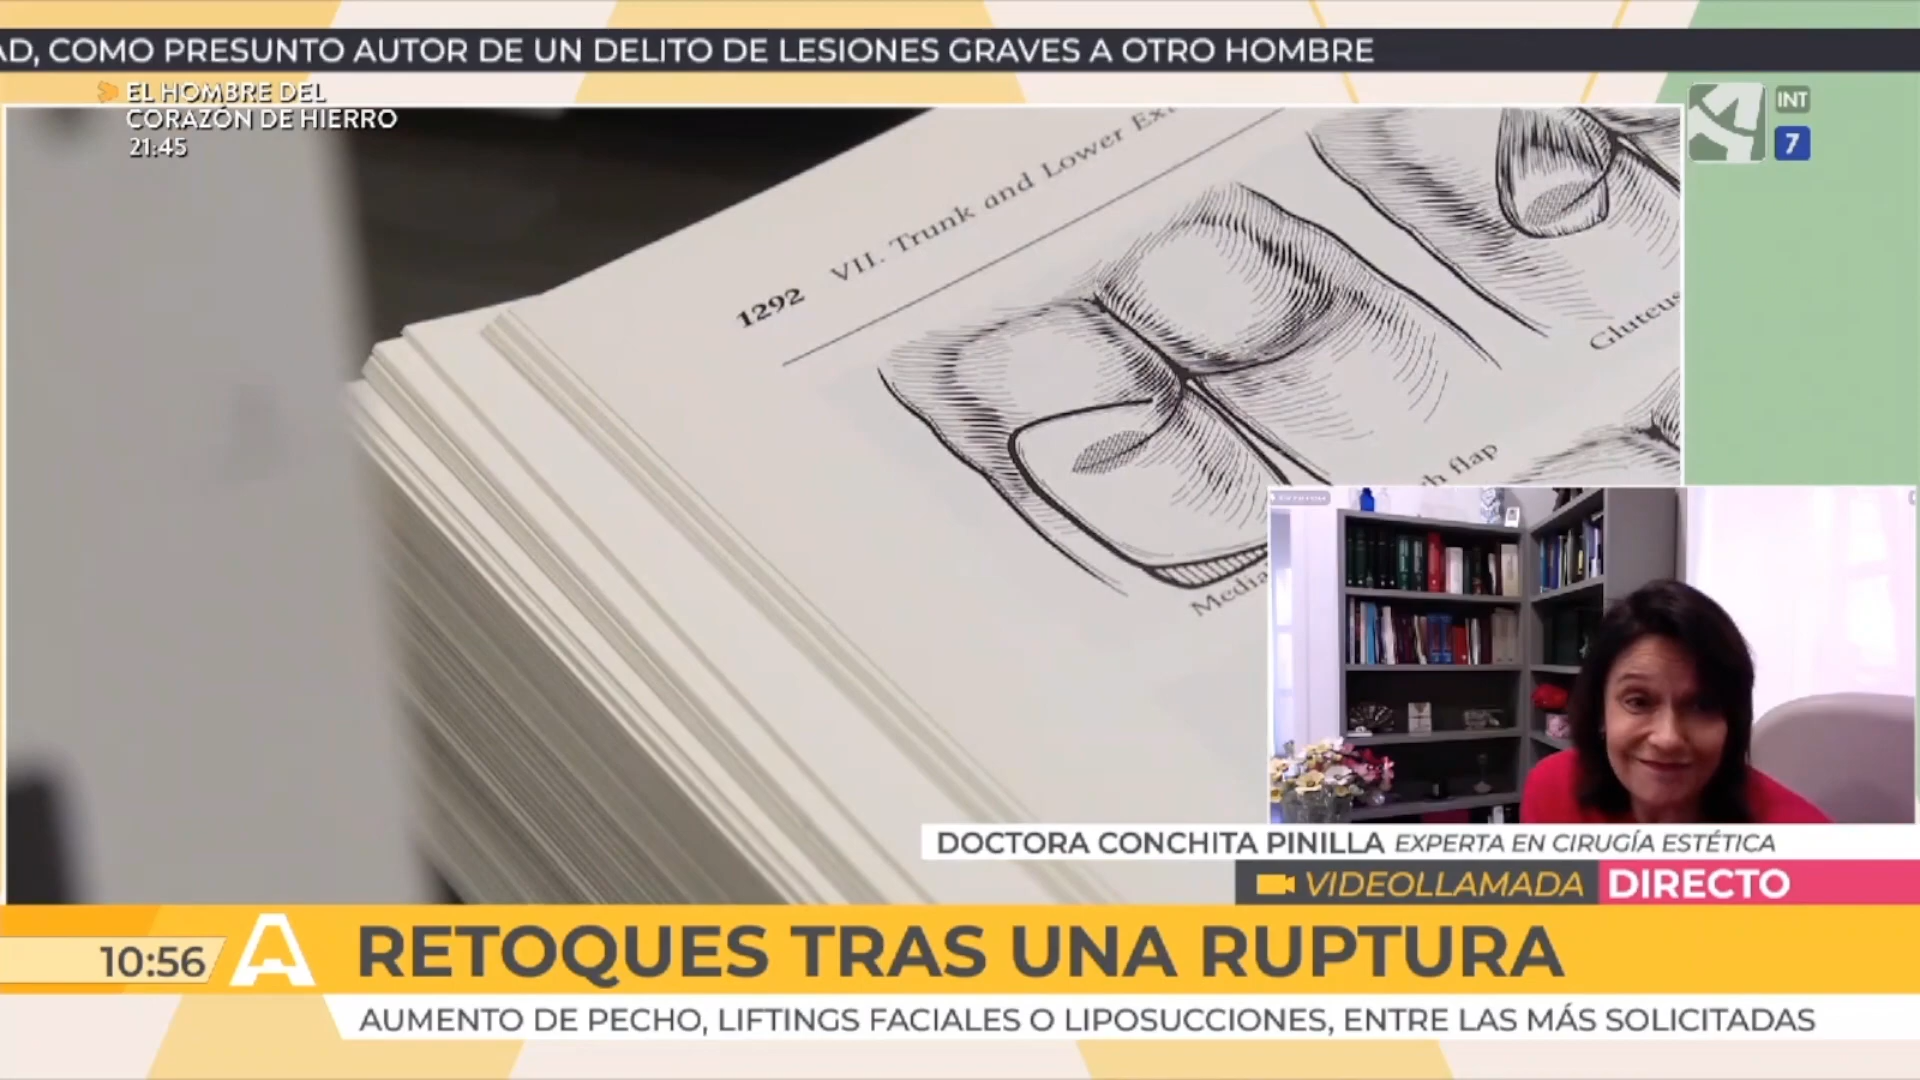 AD, COMO PRESUNTO AUTOR DE UN DELITO DE LESIONES GRAVES A OTRO HOMBRE
EL HOMBRE DEL
CORAZÓN DE HIERRO
21:45
INT
7
1292 VII. Trunk and Lower Ex
Gluteus
h flap
Media
DOCTORA CONCHITA PINILLA EXPERTA EN CIRUGÍA ESTÉTICA
VIDEOLLAMADA DIRECTO
10:56
RETOQUES TRAS UNA RUPTURA
AUMENTO DE PECHO, LIFTINGS FACIALES O LIPOSUCCIONES, ENTRE LAS MÁS SOLICITADAS